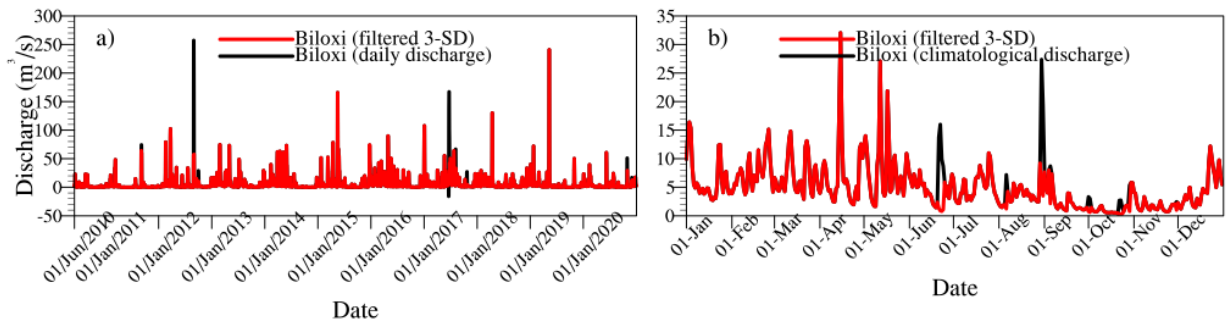 a)
Biloxi (filtered 3-SD)
Biloxi (daily discharge)
Discharge (m³/s)
300
250
200
150
100
50
0
-50
01/Jun/2010
01/Jan/2011
01/Jan/2012
01/Jan/2013
01/Jan/2014
01/Jan/2015
01/Jan/2016
01/Jan/2017
01/Jan/2018
01/Jan/2019
01/Jan/2020
Date
b)
Biloxi (filtered 3-SD)
Biloxi (climatological discharge)
35
30
25
20
15
10
5
0
01-Jan
01-Feb
01-Mar
01-Apr
01-May
01-Jun
01-Jul
01-Aug
01-Sep
01-Oct
01-Nov
01-Dec
Date